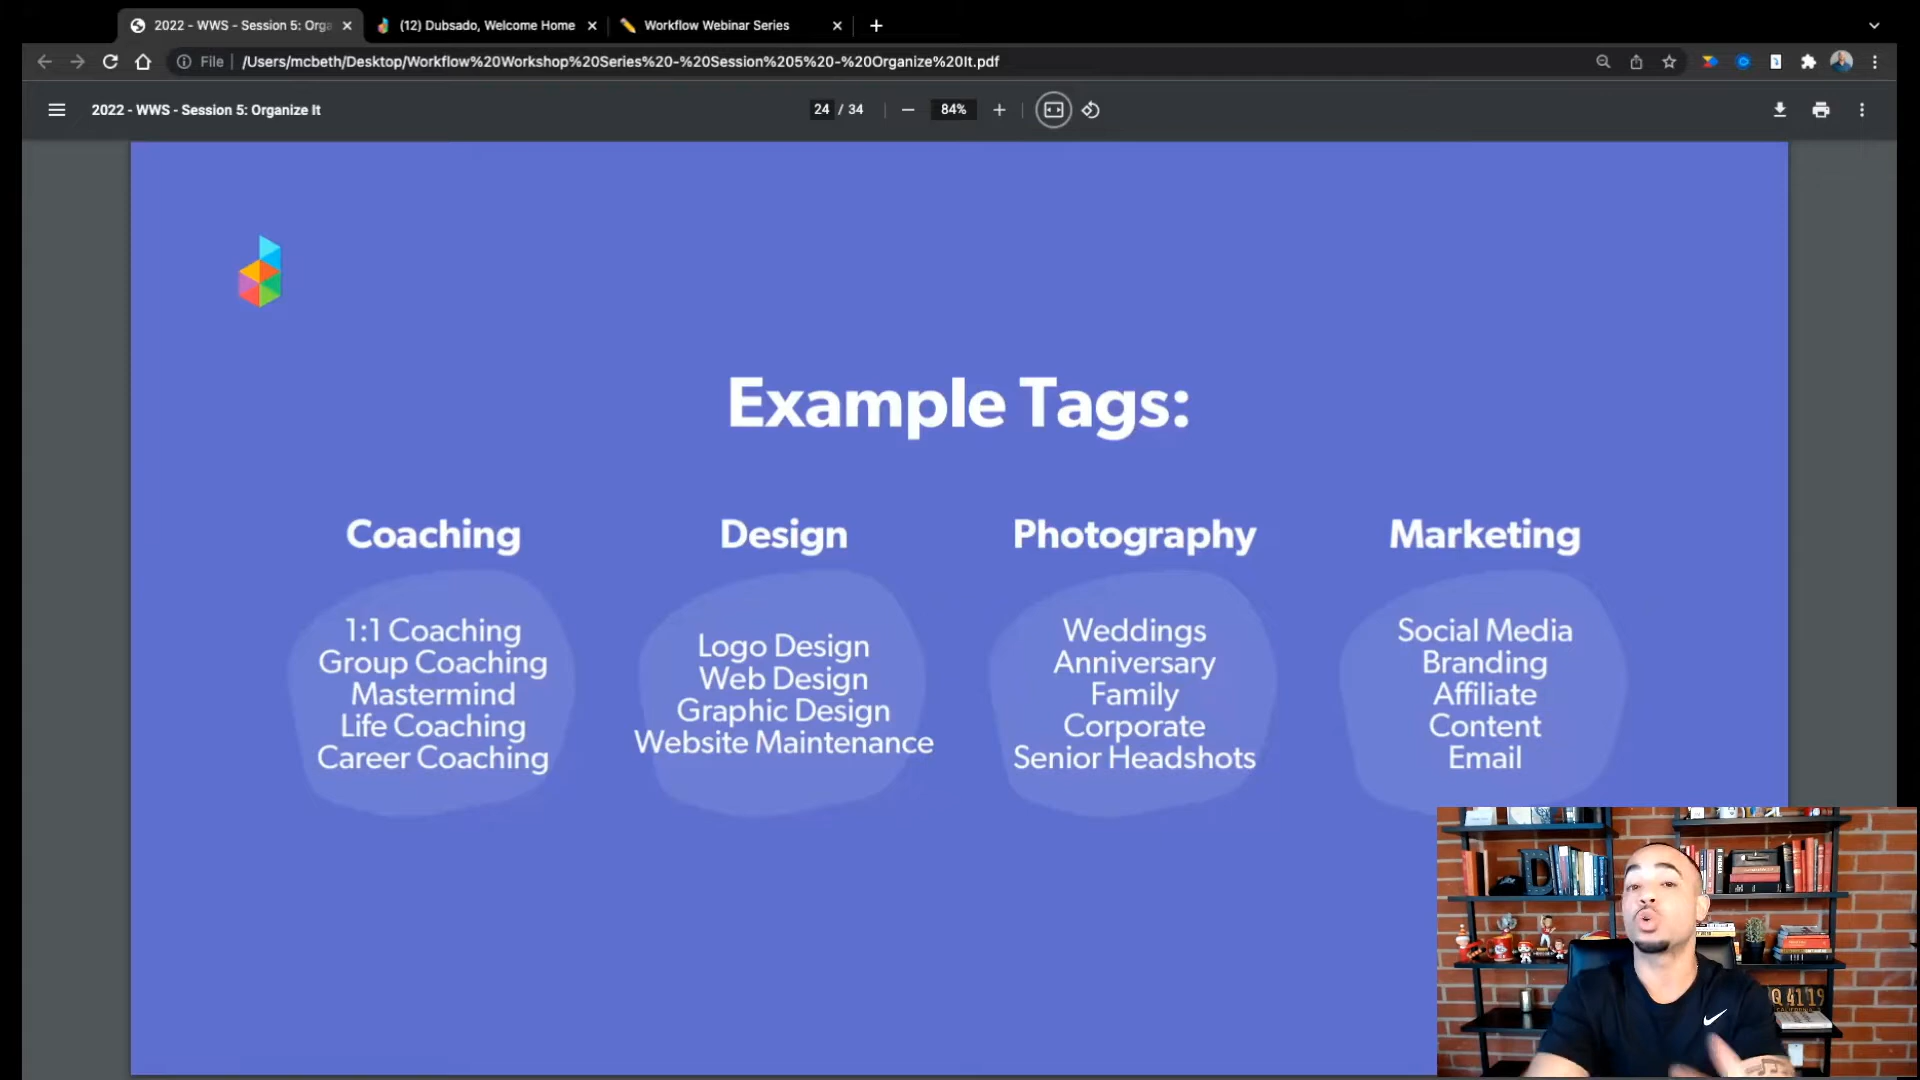 2022 - WWS - Session 5: Orga
(12) Dubsado, Welcome Home
Workflow Webinar Series
File
/Users/mcbeth/Desktop/Workflow%20Workshop%20Series%20-%20Session%205%20-%20Organize%20It.pdf
2022 - WWS - Session 5: Organize It
24 / 34
84%
Example Tags:
Coaching
1:1 Coaching
Group Coaching
Mastermind
Life Coaching
Career Coaching
Design
Logo Design
Web Design
Graphic Design
Website Maintenance
Photography
Weddings
Anniversary
Family
Corporate
Senior Headshots
Marketing
Social Media
Branding
Affiliate
Content
Email
D
Q 41 19